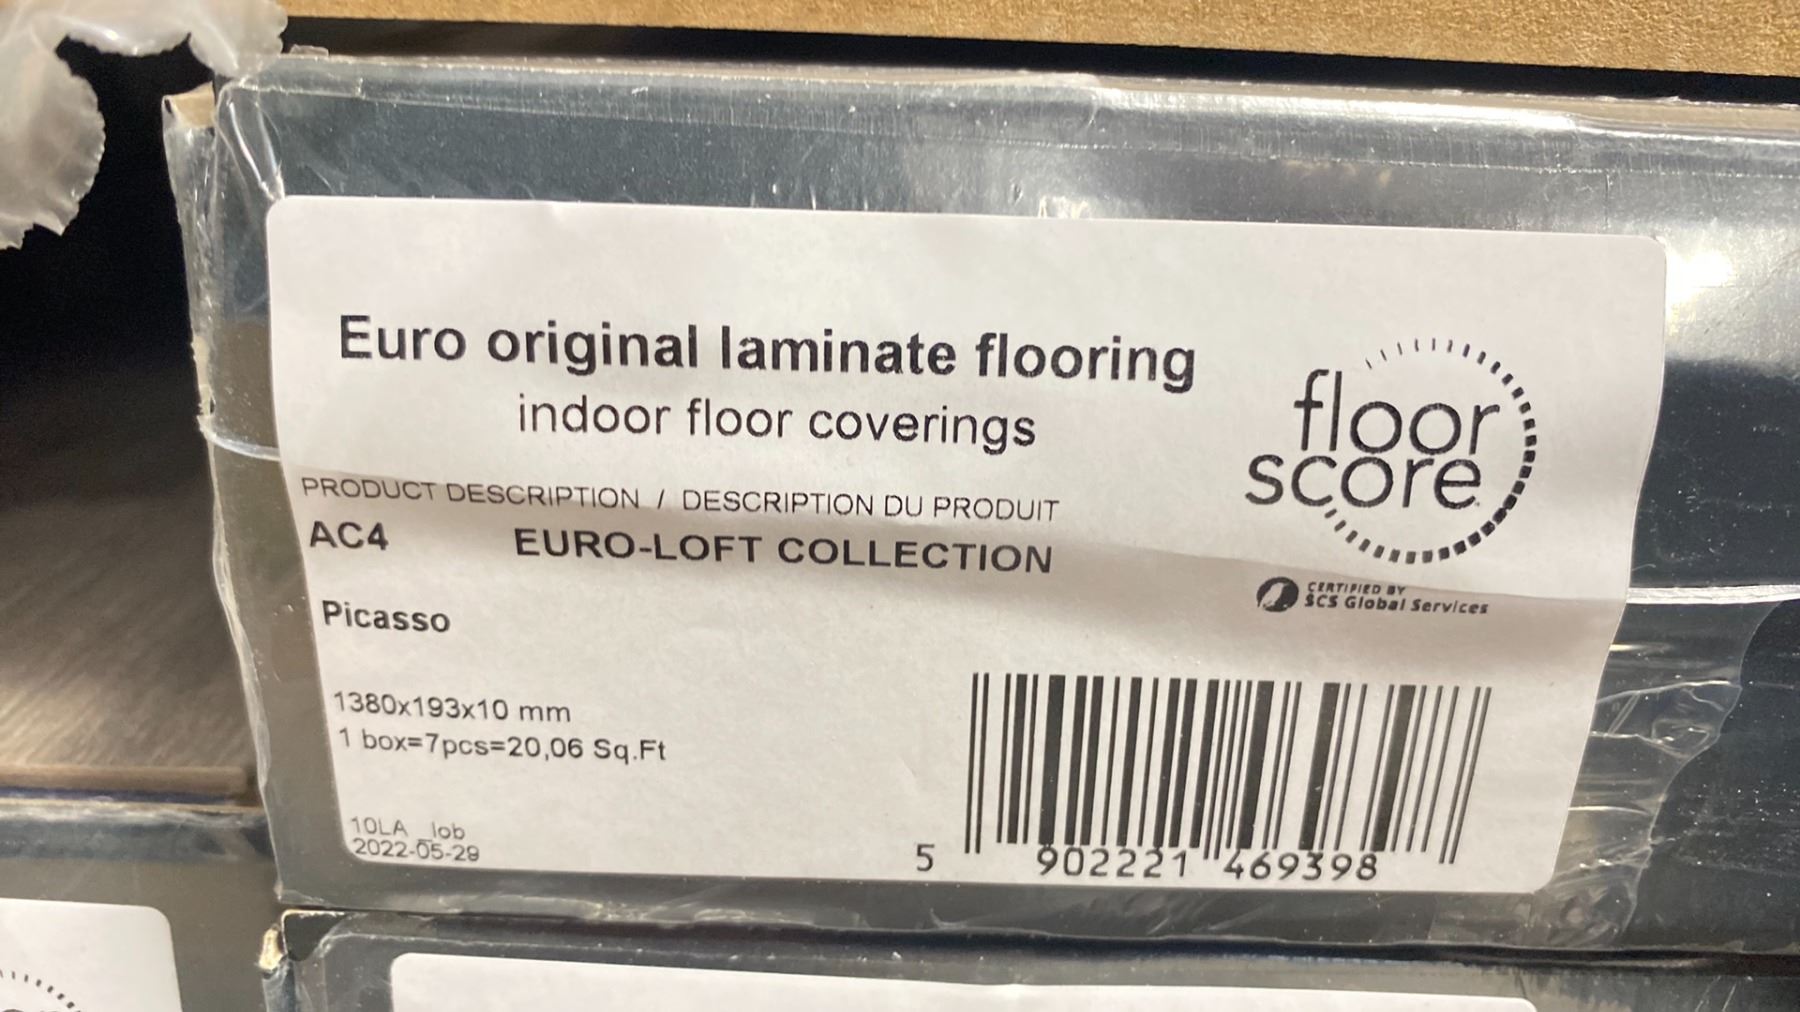 Euro original laminate flooring
indoor floor coverings
PRODUCT DESCRIPTION / DESCRIPTION DU PRODUIT
AC4 EURO-LOFT COLLECTION
Picasso
1380x193x10 mm
1 box=7pcs=20,06 Sq.Ft
10LA_lob
2022-05-29
floor
score
CERTIFIED BY
SCS Global Services
5 902221 469398